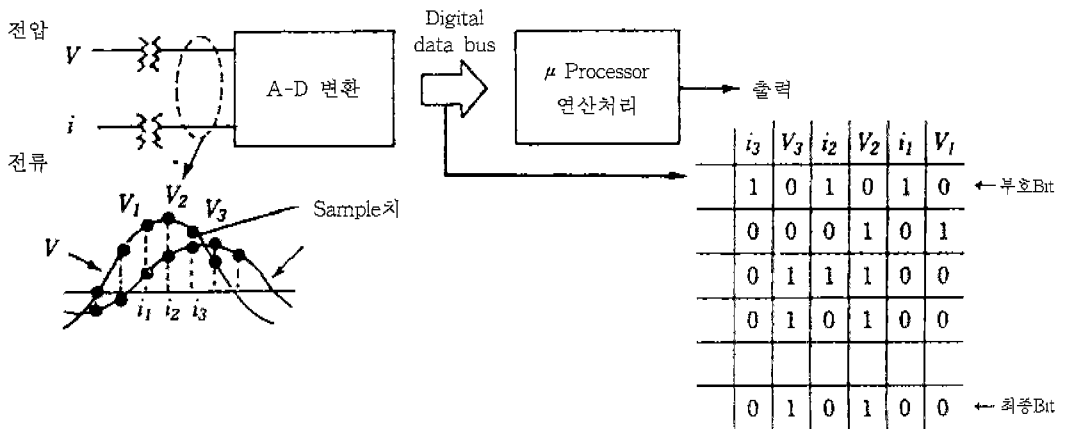 전압
V
i
전류
A-D 변환
Digital
data bus
μ Processor
연산처리
출력
V
V₁
V₂
V₃
Sample치
i₁ i₂ i₃
i₃ V₃ i₂ V₂ i₁ V₁
1 0 1 0 1 0 ←부호Bit
0 0 0 1 0 1
0 1 1 1 0 0
0 1 0 1 0 0
0 1 0 1 0 0 ←최종Bit